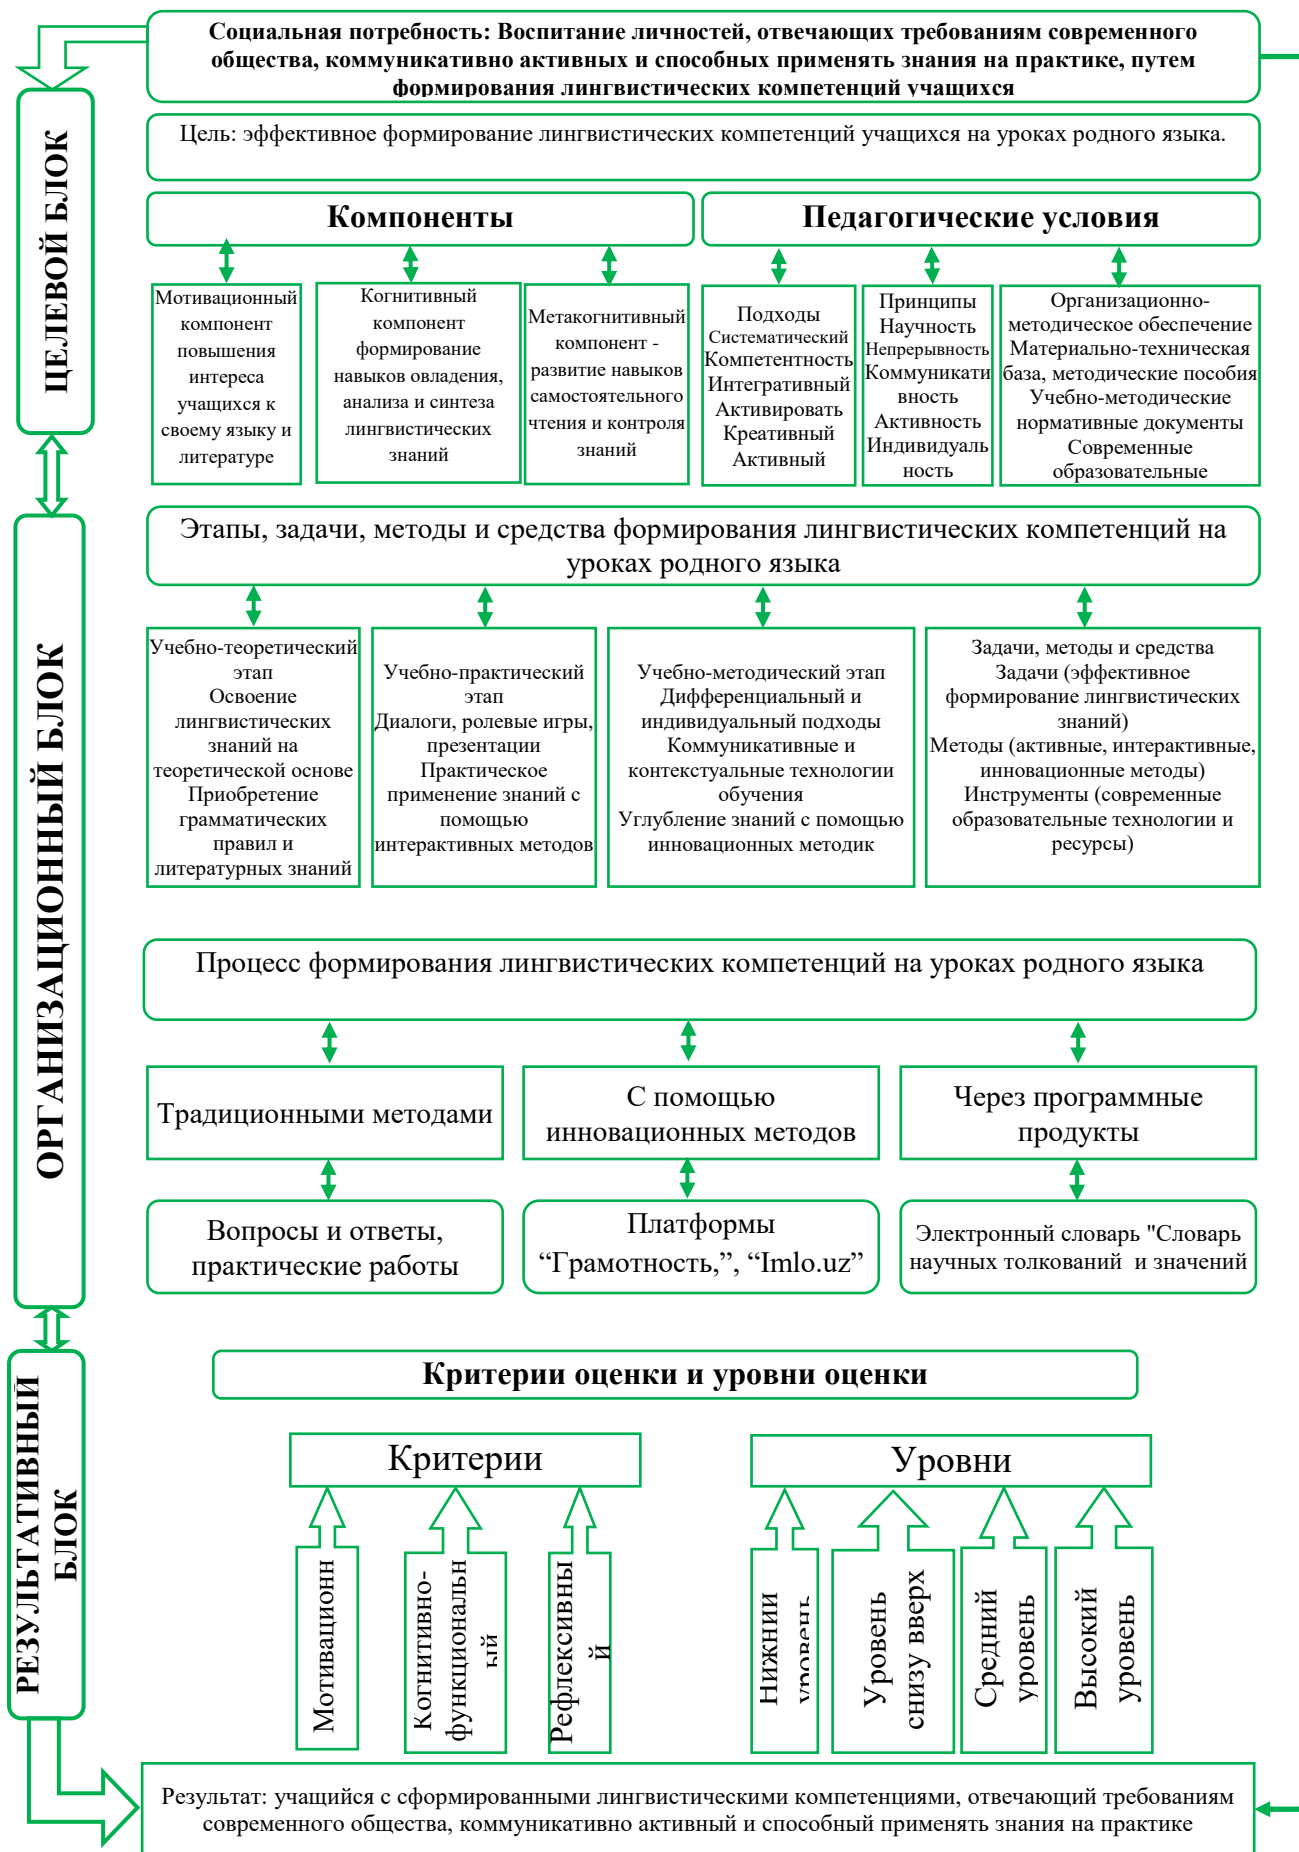 Социальная потребность: Воспитание личностей, отвечающих требованиям современного
общества, коммуникативно активных и способных применять знания на практике, путем
формирования лингвистических компетенций учащихся
ЦЕЛЕВОЙ БЛОК
Цель: эффективное формирование лингвистических компетенций учащихся на уроках родного языка.
Компоненты
Педагогические условия
Мотивационный
компонент
повышения
интереса
учащихся к
своему языку и
литературе
Когнитивный
компонент
формирование
навыков овладения,
анализа и синтеза
лингвистических
знаний
Метакогнитивный
компонент -
развитие навыков
самостоятельного
чтения и контроля
знаний
Подходы
Систематический
Компетентность
Интегративный
Активировать
Креативный
Активный
Принципы
Научность
Непрерывность
Коммуникати
вность
Активность
Индивидуаль
ность
Организационно-
методическое обеспечение
Материально-техническая
база, методические пособия
Учебно-методические
нормативные документы
Современные
образовательные
ОРГАНИЗАЦИОННЫЙ БЛОК
Этапы, задачи, методы и средства формирования лингвистических компетенций на
уроках родного языка
Учебно-теоретический
этап
Освоение
лингвистических
знаний на
теоретической основе
Приобретение
грамматических
правил и
литературных знаний
Учебно-практический
этап
Диалоги, ролевые игры,
презентации
Практическое
применение знаний с
помощью
интерактивных методов
Учебно-методический этап
Дифференциальный и
индивидуальный подходы
Коммуникативные и
контекстуальные технологии
обучения
Углубление знаний с помощью
инновационных методик
Задачи, методы и средства
Задачи (эффективное
формирование лингвистических
знаний)
Методы (активные, интерактивные,
инновационные методы)
Инструменты (современные
образовательные технологии и
ресурсы)
Процесс формирования лингвистических компетенций на уроках родного языка
Традиционными методами
С помощью
инновационных методов
Через программные
продукты
Вопросы и ответы,
практические работы
Платформы
“Грамотность,”, “Imlo.uz”
Электронный словарь "Словарь
научных толкований и значений
РЕЗУЛЬТАТИВНЫЙ
БЛОК
Критерии оценки и уровни оценки
Критерии
Уровни
Мотивационн
Когнитивно-
функциональн
ый
Рефлексивны
й
Нижнии
уровень
Уровень
снизу вверх
Средний
уровень
Высокий
уровень
Результат: учащийся с сформированными лингвистическими компетенциями, отвечающий требованиям
современного общества, коммуникативно активный и способный применять знания на практике